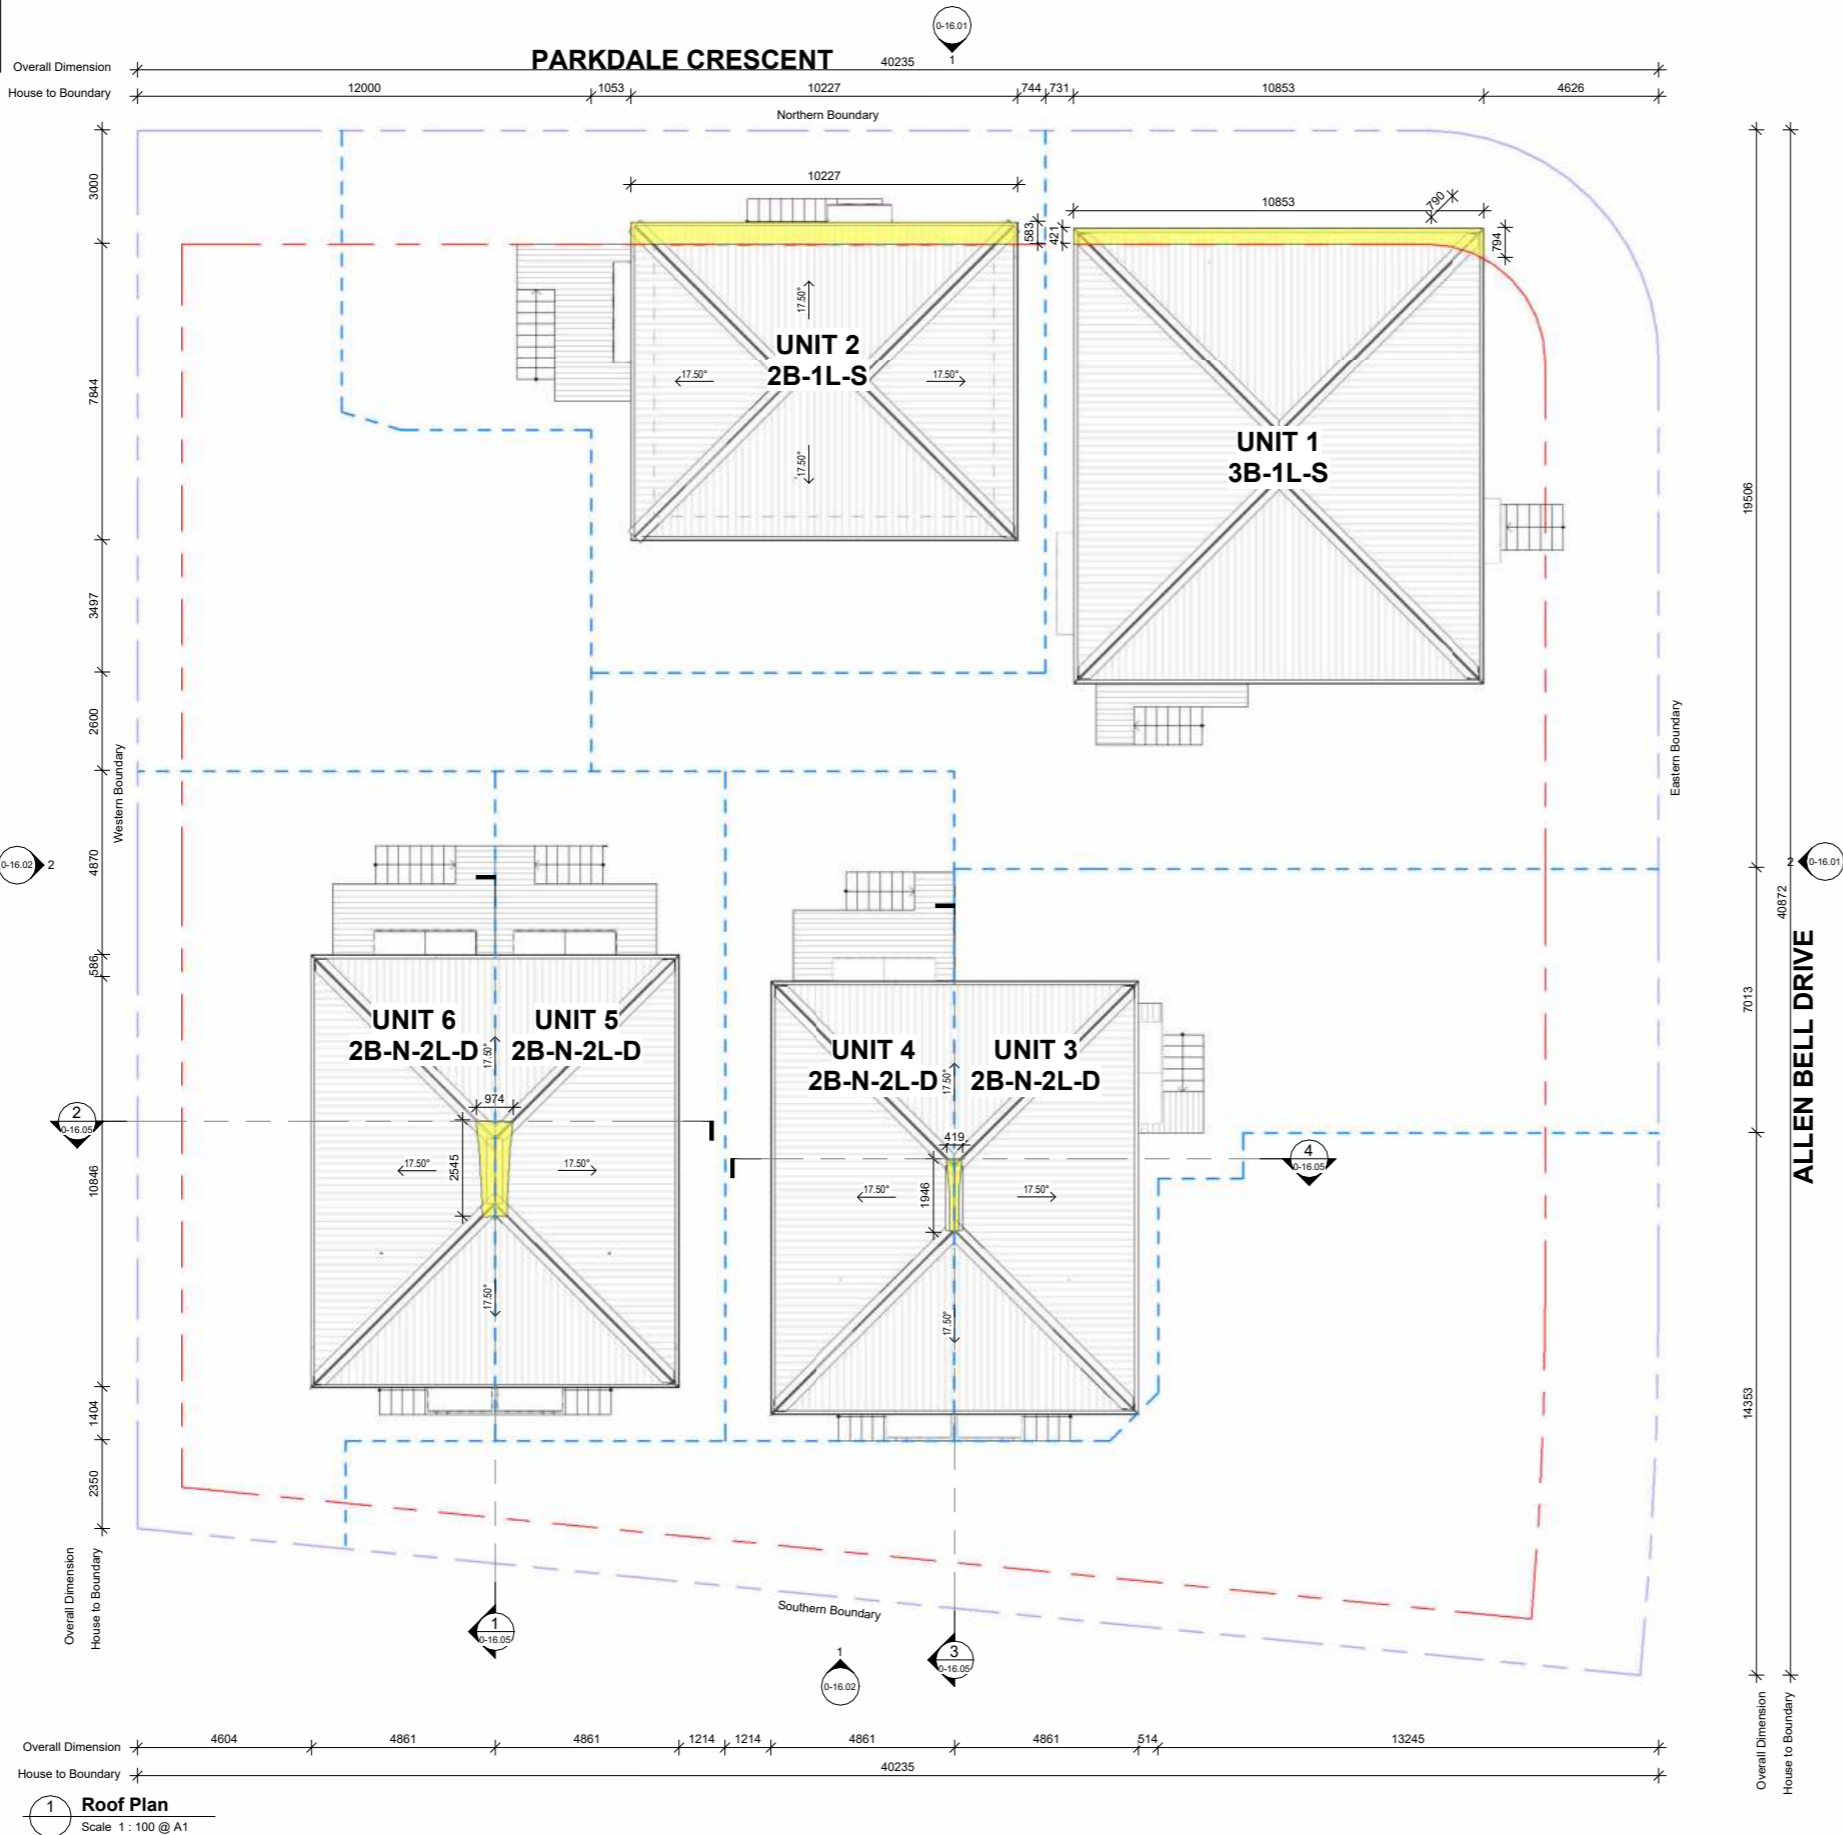 0-16.01
1
PARKDALE CRESCENT
Overall Dimension
40235
House to Boundary
12000
1053
10227
744
731
10853
4626
Northern Boundary
3000
7844
3497
2600
4870
586
10846
1404
2350
Overall Dimension
House to Boundary
Western Boundary
10227
583
421
10853
790
794
UNIT 2
2B-1L-S
17.50°
17.50°
17.50°
17.50°
UNIT 1
3B-1L-S
Eastern Boundary
19506
7013
14353
40872
ALLEN BELL DRIVE
2
0-16.01
0-16.02
2
UNIT 6
2B-N-2L-D
UNIT 5
2B-N-2L-D
17.50°
974
2545
17.50°
17.50°
17.50°
UNIT 4
2B-N-2L-D
UNIT 3
2B-N-2L-D
17.50°
419
1946
17.50°
17.50°
17.50°
2
0-16.05
4
0-16.05
Southern Boundary
1
0-16.05
3
0-16.05
1
0-16.02
Overall Dimension
House to Boundary
Overall Dimension
4604
4861
4861
1214
1214
4861
4861
514
13245
House to Boundary
40235
1
Roof Plan
Scale 1 : 100 @ A1